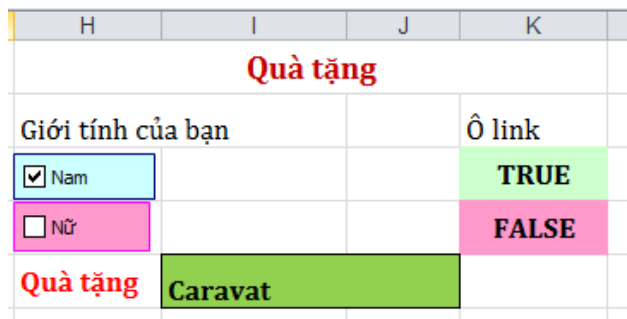 H I J K
Quà tặng
Giới tính của bạn Ô link
Nam TRUE
Nữ FALSE
Quà tặng Caravat